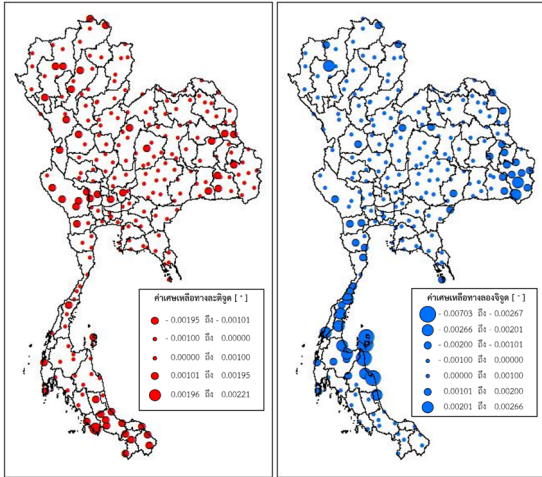 ค่าเศษเหลือทางละติจูด [ " ]
- 0.00195 ถึง - 0.00101
- 0.00100 ถึง 0.00000
0.00000 ถึง 0.00100
0.00101 ถึง 0.00195
0.00196 ถึง 0.00221
ค่าเศษเหลือทางลองจิจูด [ " ]
- 0.00703 ถึง - 0.00267
- 0.00266 ถึง - 0.00201
- 0.00200 ถึง - 0.00101
- 0.00100 ถึง 0.00000
0.00000 ถึง 0.00100
0.00101 ถึง 0.00200
0.00201 ถึง 0.00266